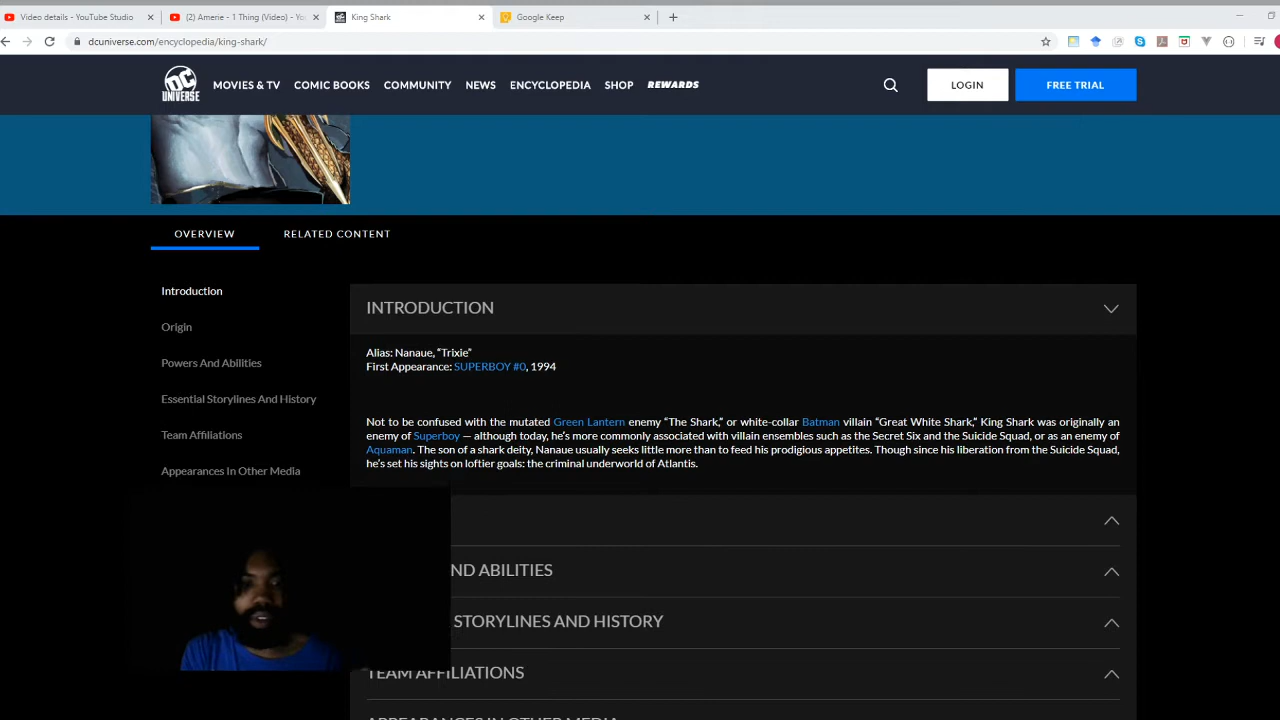 Video details - YouTube Studio
(2) Amerie - 1 Thing (Video) - Yo
King Shark
Google Keep
dcuniverse.com/encyclopedia/king-shark/
DC UNIVERSE
MOVIES & TV
COMIC BOOKS
COMMUNITY
NEWS
ENCYCLOPEDIA
SHOP
REWARDS
LOGIN
FREE TRIAL
OVERVIEW
RELATED CONTENT
Introduction
Origin
Powers And Abilities
Essential Storylines And History
Team Affiliations
Appearances In Other Media
INTRODUCTION
Alias: Nanaue, “Trixie”
First Appearance: SUPERBOY #0, 1994
Not to be confused with the mutated Green Lantern enemy “The Shark,” or white-collar Batman villain “Great White Shark,” King Shark was originally an
enemy of Superboy — although today, he’s more commonly associated with villain ensembles such as the Secret Six and the Suicide Squad, or as an enemy of
Aquaman. The son of a shark deity, Nanaue usually seeks little more than to feed his prodigious appetites. Though since his liberation from the Suicide Squad,
he’s set his sights on loftier goals: the criminal underworld of Atlantis.
ND ABILITIES
STORYLINES AND HISTORY
TEAM AFFILIATIONS
APPEARANCES IN OTHER MEDIA